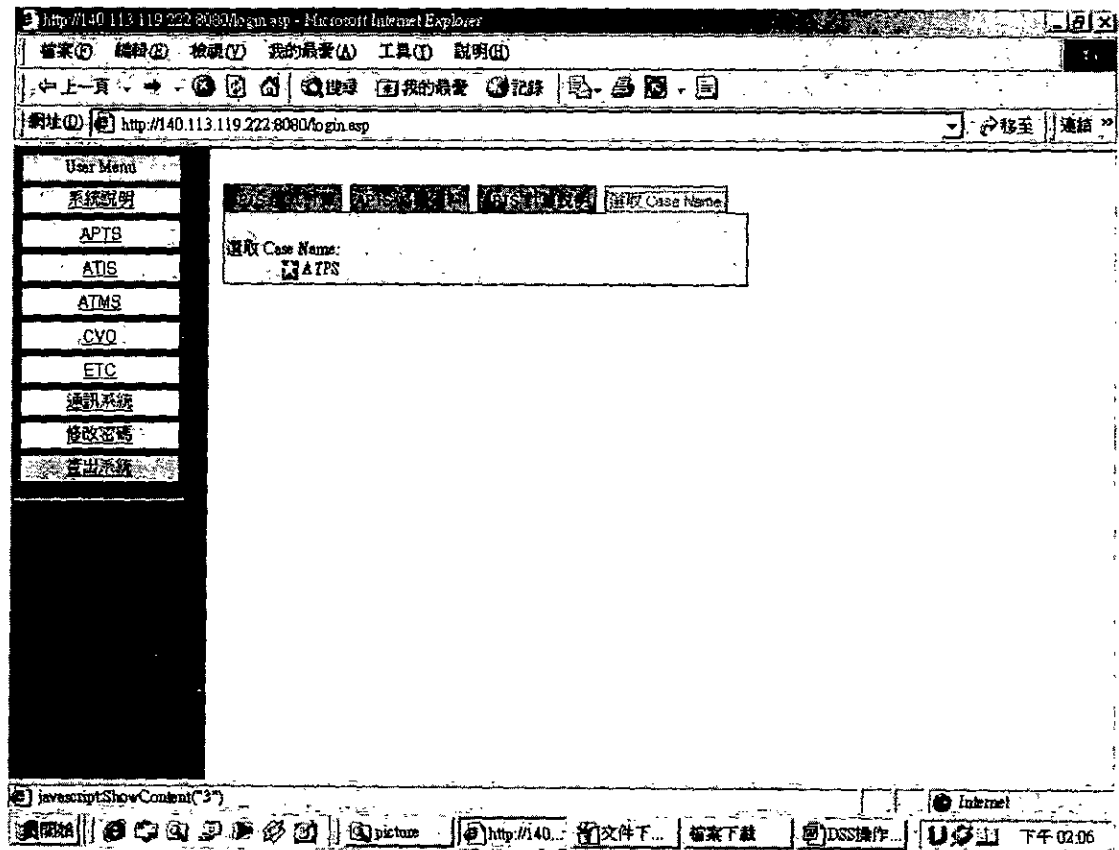 http://140.113.119.222:8080/login.asp - Microsoft Internet Explorer
檔案(F) 編輯(E) 檢視(V) 我的最愛(A) 工具(T) 說明(H)
上一頁 搜尋 我的最愛 記錄
網址(D) http://140.113.119.222:8080/login.asp 移至 連結 »
User Menu
系統說明
APTS
ATIS
ATMS
CVO
ETC
通訊系統
修改密碼
登出系統
選取 Case Name
選取 Case Name:
ATPS
javascript:ShowContent("3") Internet
開始 picture http://140... 文件下... 檔案下載 DSS操作... 下午 02:06